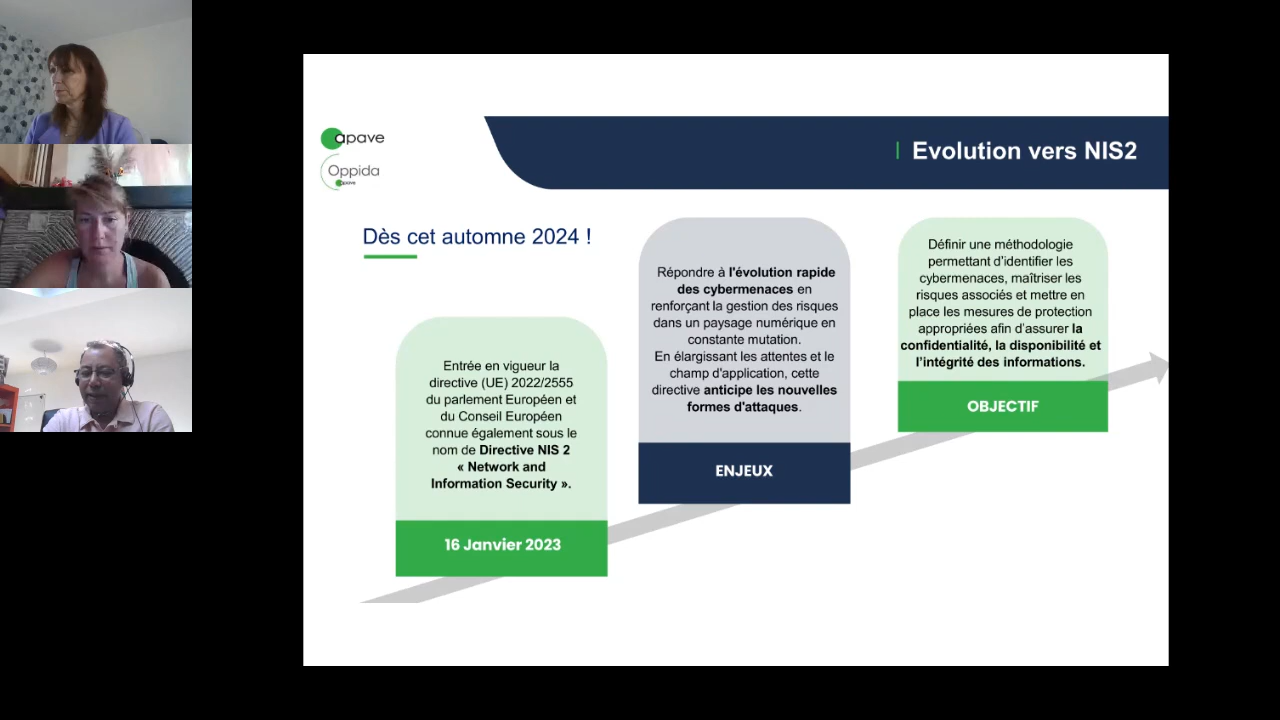 apave
Oppida
apave
| Evolution vers NIS2
Dès cet automne 2024 !
Entrée en vigueur la
directive (UE) 2022/2555
du parlement Européen et
du Conseil Européen
connue également sous le
nom de Directive NIS 2
« Network and
Information Security ».
16 Janvier 2023
Répondre à l'évolution rapide
des cybermenaces en
renforçant la gestion des risques
dans un paysage numérique en
constante mutation.
En élargissant les attentes et le
champ d'application, cette
directive anticipe les nouvelles
formes d'attaques.
ENJEUX
Définir une méthodologie
permettant d'identifier les
cybermenaces, maîtriser les
risques associés et mettre en
place les mesures de protection
appropriées afin d'assurer la
confidentialité, la disponibilité et
l'intégrité des informations.
OBJECTIF